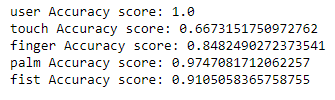 user Accuracy score: 1.0
touch Accuracy score: 0.6673151750972762
finger Accuracy score: 0.8482490272373541
palm Accuracy score: 0.9747081712062257
fist Accuracy score: 0.9105058365758755